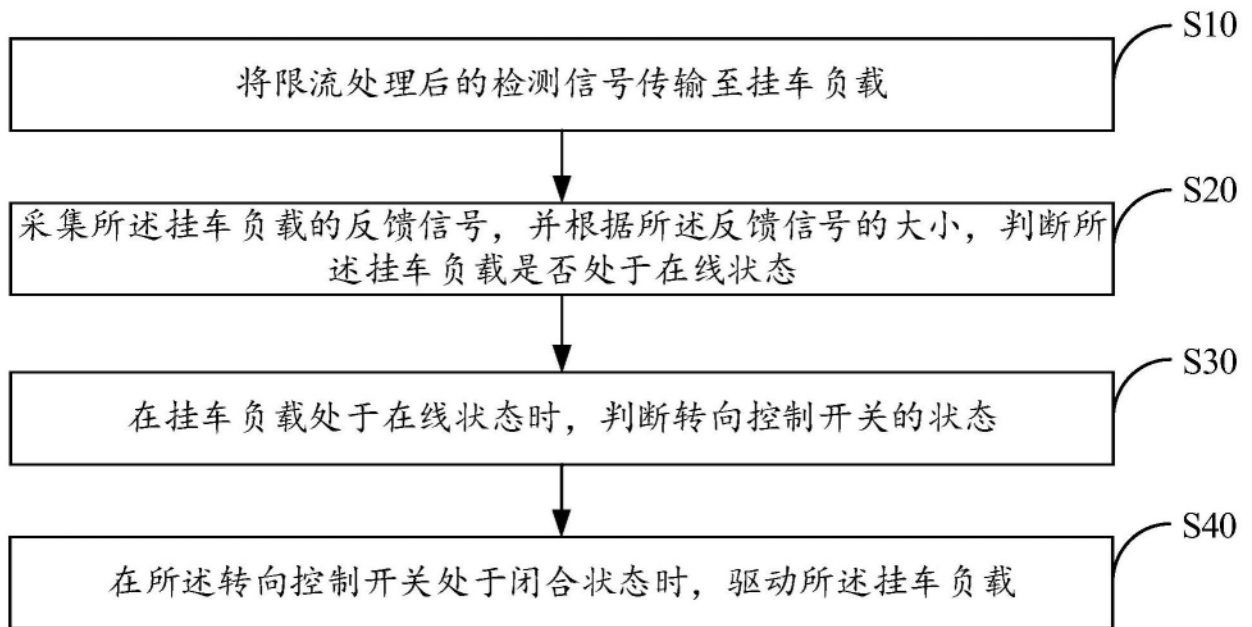 S10
将限流处理后的检测信号传输至挂车负载
S20
采集所述挂车负载的反馈信号，并根据所述反馈信号的大小，判断所
述挂车负载是否处于在线状态
S30
在挂车负载处于在线状态时，判断转向控制开关的状态
S40
在所述转向控制开关处于闭合状态时，驱动所述挂车负载